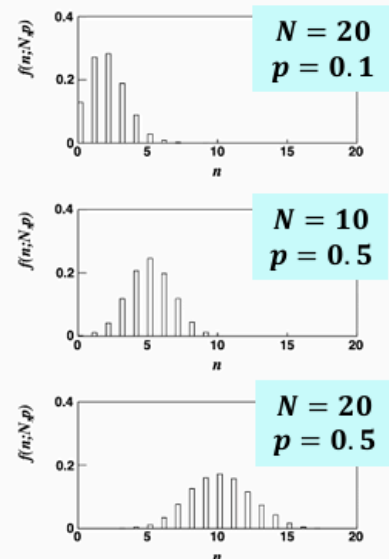 0.4
f(n;N,p)
0.2
0
0 5 10 15 20
n
N = 20
p = 0.1
0.4
f(n;N,p)
0.2
0
0 5 10 15 20
n
N = 10
p = 0.5
0.4
f(n;N,p)
0.2
0
0 5 10 15 20
n
N = 20
p = 0.5